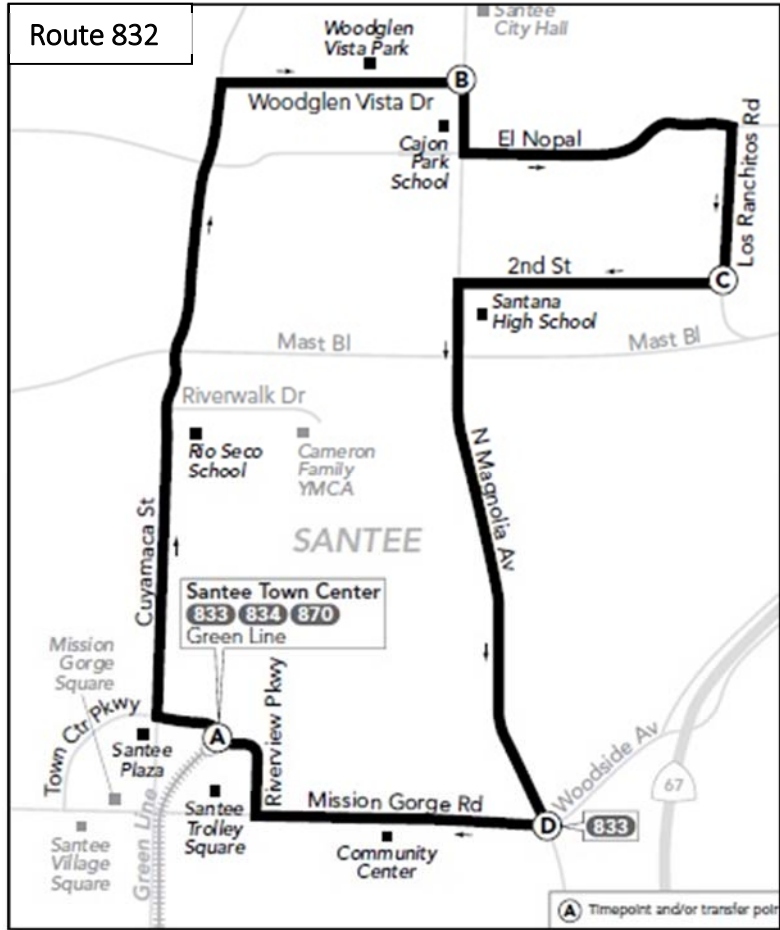 Route 832
Santee
City Hall
Woodglen
Vista Park
B
Woodglen Vista Dr
Cajon
Park
School
El Nopal
Los Ranchitos Rd
2nd St
C
Santana
High School
Mast Bl
Mast Bl
Riverwalk Dr
Rio Seco
School
Cameron
Family
YMCA
N Magnolia Av
Cuyamaca St
SANTEE
Santee Town Center
833 834 870
Green Line
Mission
Gorge
Square
Town Ctr Pkwy
Santee
Plaza
A
Riverview Pkwy
Woodside Av
67
Santee
Trolley
Square
Mission Gorge Rd
D
833
Green Line
Santee
Village
Square
Community
Center
A Timepoint and/or transfer